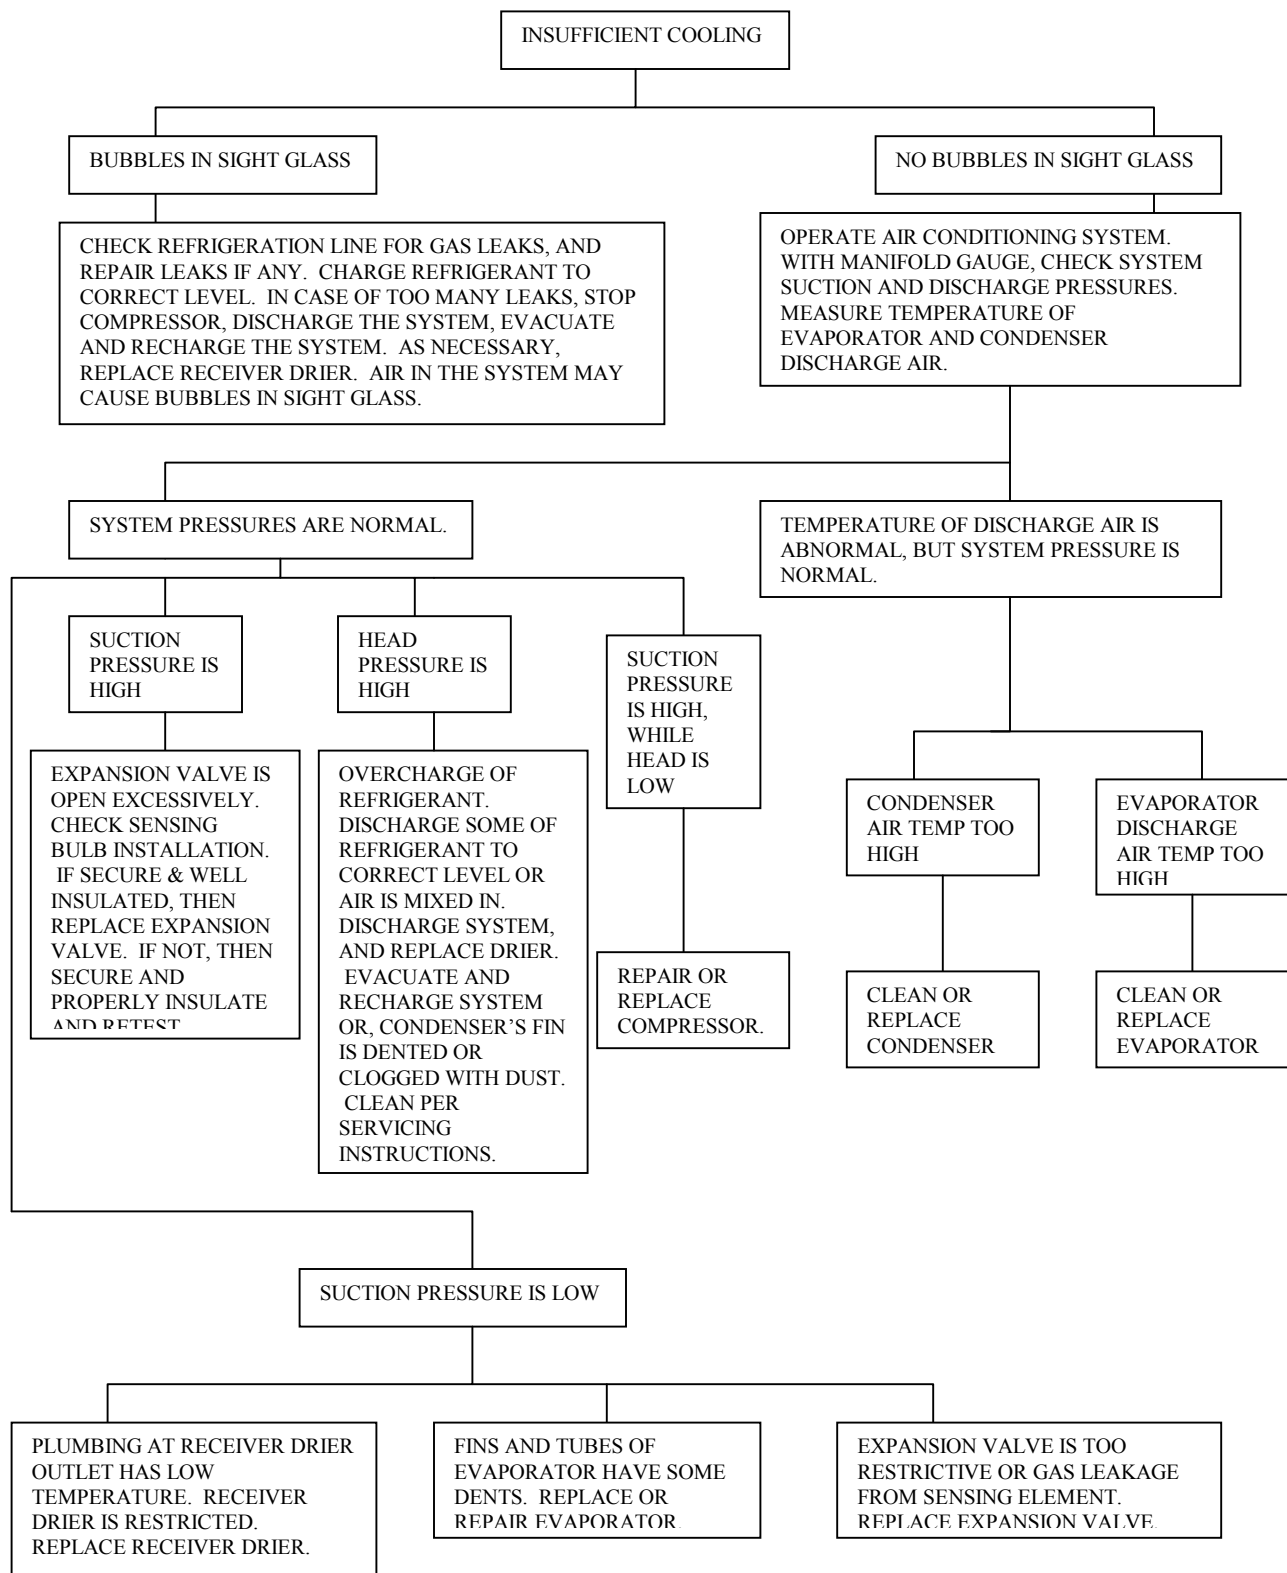 INSUFFICIENT COOLING
BUBBLES IN SIGHT GLASS
NO BUBBLES IN SIGHT GLASS
CHECK REFRIGERATION LINE FOR GAS LEAKS, AND
REPAIR LEAKS IF ANY. CHARGE REFRIGERANT TO
CORRECT LEVEL. IN CASE OF TOO MANY LEAKS, STOP
COMPRESSOR, DISCHARGE THE SYSTEM, EVACUATE
AND RECHARGE THE SYSTEM. AS NECESSARY,
REPLACE RECEIVER DRIER. AIR IN THE SYSTEM MAY
CAUSE BUBBLES IN SIGHT GLASS.
OPERATE AIR CONDITIONING SYSTEM.
WITH MANIFOLD GAUGE, CHECK SYSTEM
SUCTION AND DISCHARGE PRESSURES.
MEASURE TEMPERATURE OF
EVAPORATOR AND CONDENSER
DISCHARGE AIR.
SYSTEM PRESSURES ARE NORMAL.
TEMPERATURE OF DISCHARGE AIR IS
ABNORMAL, BUT SYSTEM PRESSURE IS
NORMAL.
SUCTION
PRESSURE IS
HIGH
HEAD
PRESSURE IS
HIGH
SUCTION
PRESSURE
IS HIGH,
WHILE
HEAD IS
LOW
EXPANSION VALVE IS
OPEN EXCESSIVELY.
CHECK SENSING
BULB INSTALLATION.
IF SECURE & WELL
INSULATED, THEN
REPLACE EXPANSION
VALVE. IF NOT, THEN
SECURE AND
PROPERLY INSULATE
AND RETEST
OVERCHARGE OF
REFRIGERANT.
DISCHARGE SOME OF
REFRIGERANT TO
CORRECT LEVEL OR
AIR IS MIXED IN.
DISCHARGE SYSTEM,
AND REPLACE DRIER.
EVACUATE AND
RECHARGE SYSTEM
OR, CONDENSER'S FIN
IS DENTED OR
CLOGGED WITH DUST.
CLEAN PER
SERVICING
INSTRUCTIONS.
REPAIR OR
REPLACE
COMPRESSOR.
CONDENSER
AIR TEMP TOO
HIGH
EVAPORATOR
DISCHARGE
AIR TEMP TOO
HIGH
CLEAN OR
REPLACE
CONDENSER
CLEAN OR
REPLACE
EVAPORATOR
SUCTION PRESSURE IS LOW
PLUMBING AT RECEIVER DRIER
OUTLET HAS LOW
TEMPERATURE. RECEIVER
DRIER IS RESTRICTED.
REPLACE RECEIVER DRIER.
FINS AND TUBES OF
EVAPORATOR HAVE SOME
DENTS. REPLACE OR
REPAIR EVAPORATOR.
EXPANSION VALVE IS TOO
RESTRICTIVE OR GAS LEAKAGE
FROM SENSING ELEMENT.
REPLACE EXPANSION VALVE.